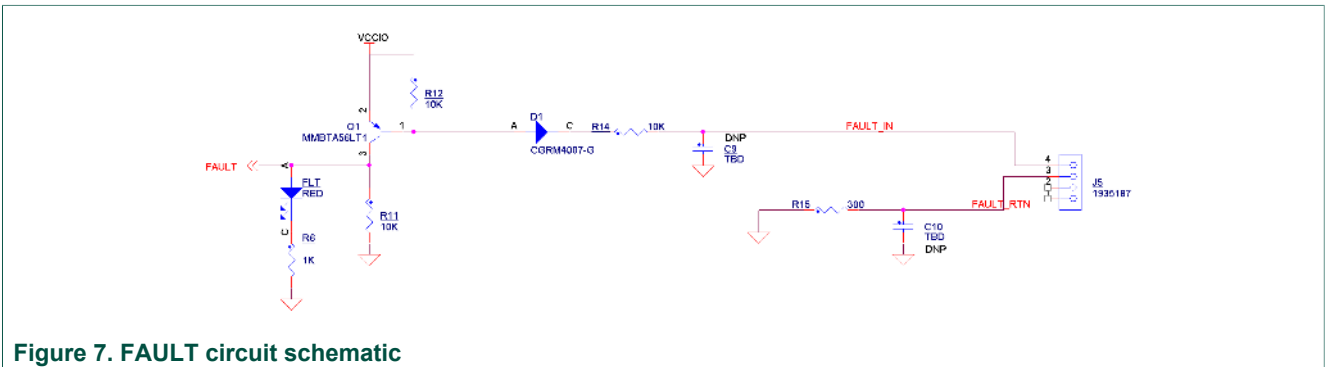 VCCIO
R12
10K
2
Q1
MMBTA56LT1
1
3
D1
A
C
CGRM4007-G
R14
10K
FAULT_IN
DNP
C9
TBD
4
3
2
1
J5
1935187
FAULT
A
FLT
RED
C
R6
1K
R11
10K
R15
300
FAULT_RTN
C10
TBD
DNP
Figure 7. FAULT circuit schematic